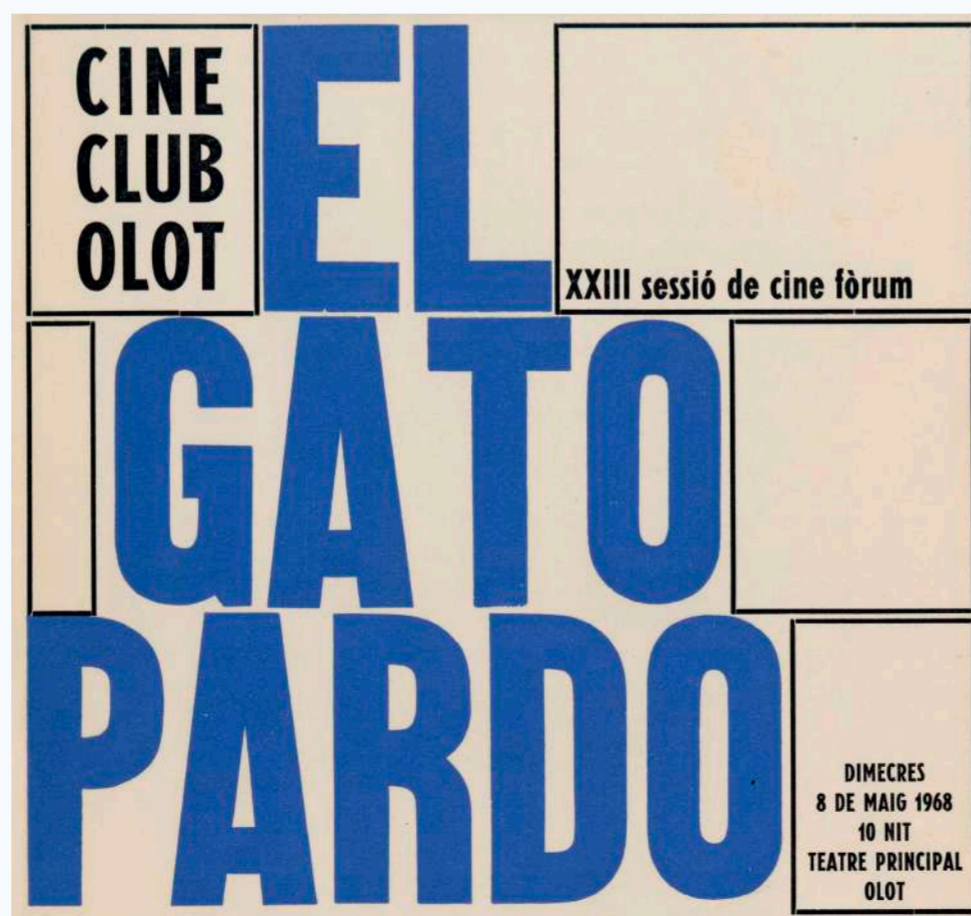 CINE
CLUB
OLOT
EL
XXIII sessió de cine fòrum
GATO
PARDO
DIMECRES
8 DE MAIG 1968
10 NIT
TEATRE PRINCIPAL
OLOT